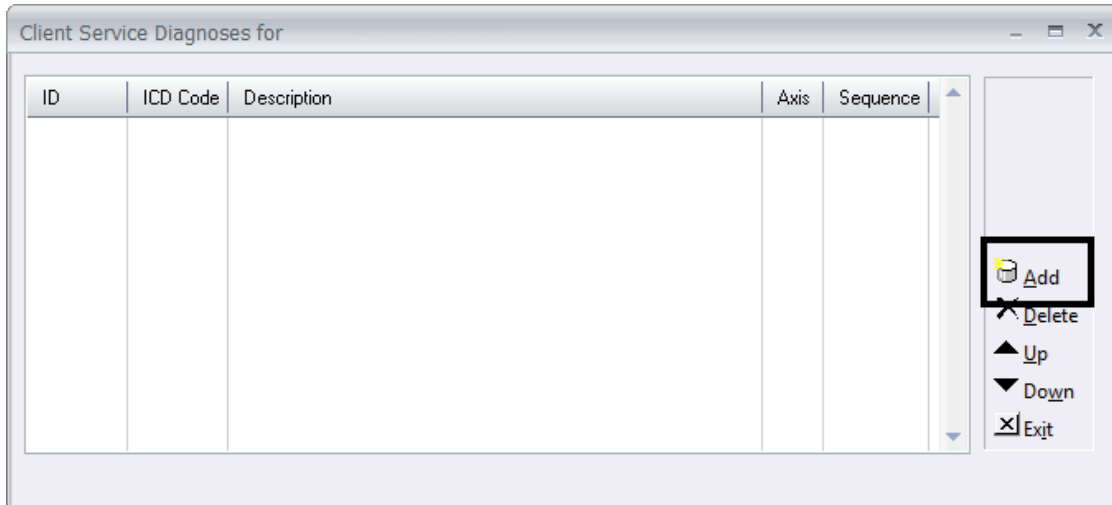 Client Service Diagnoses for
ID ICD Code Description Axis Sequence
Add
Delete
Up
Down
Exit